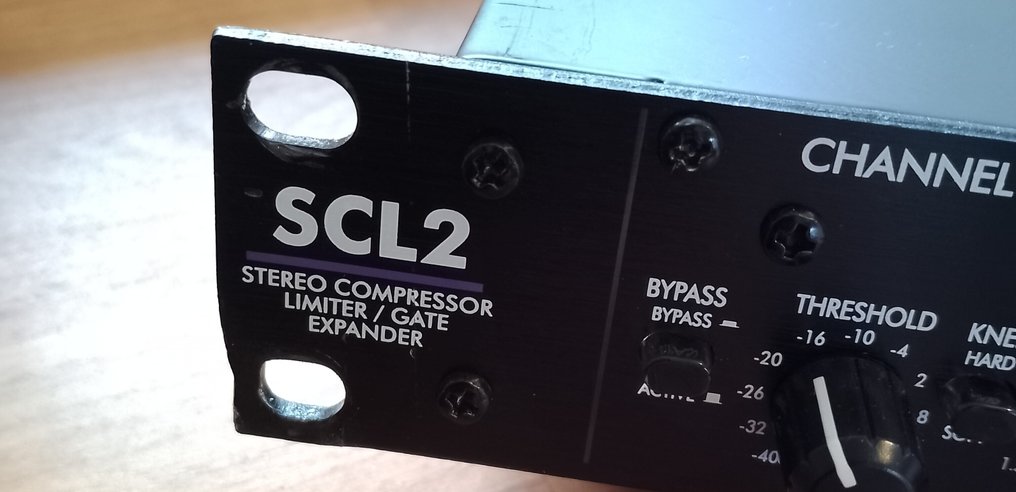 SCL2
STEREO COMPRESSOR
LIMITER / GATE
EXPANDER
CHANNEL
BYPASS
BYPASS
THRESHOLD
-40
-32
-26
-20
-16
-10
-4
2
8
HARD